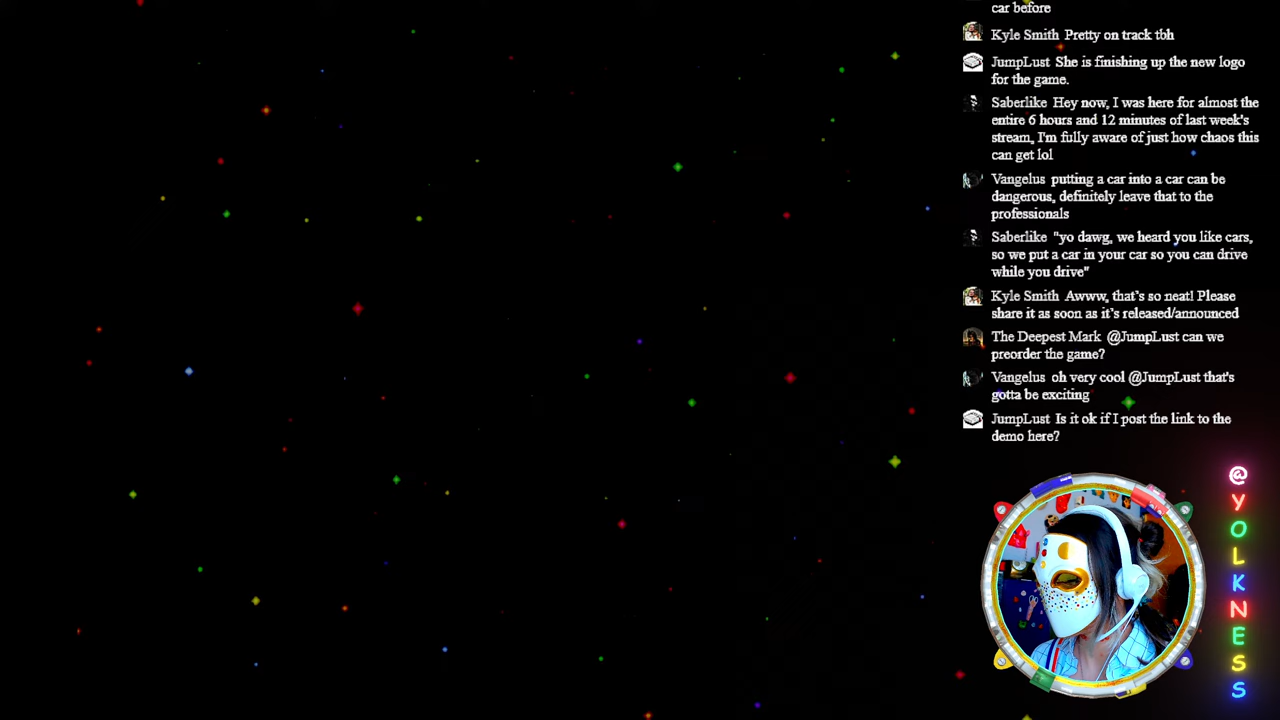 car before
Kyle Smith Pretty on track tbh
JumpLust She is finishing up the new logo
for the game.
Saberlike Hey now, I was here for almost the
entire 6 hours and 12 minutes of last week's
stream, I'm fully aware of just how chaos this
can get lol
Vangelus putting a car into a car can be
dangerous, definitely leave that to the
professionals
Saberlike "yo dawg, we heard you like cars,
so we put a car in your car so you can drive
while you drive"
Kyle Smith Awww, that's so neat! Please
share it as soon as it's released/announced
The Deepest Mark @JumpLust can we
preorder the game?
Vangelus oh very cool @JumpLust that's
gotta be exciting
JumpLust Is it ok if I post the link to the
demo here?
@YOLKNESS